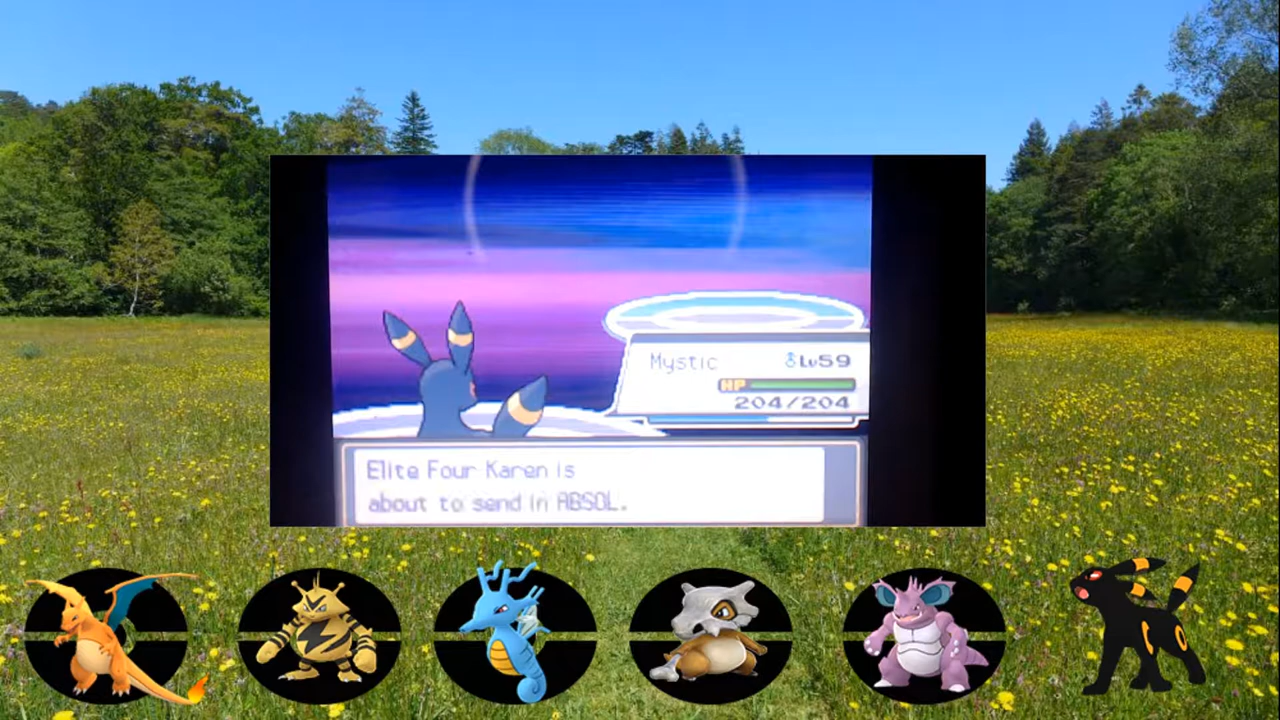 Mystic ♂Lv59
HP
204/204
Elite Four Karen is
about to send in ABSOL.